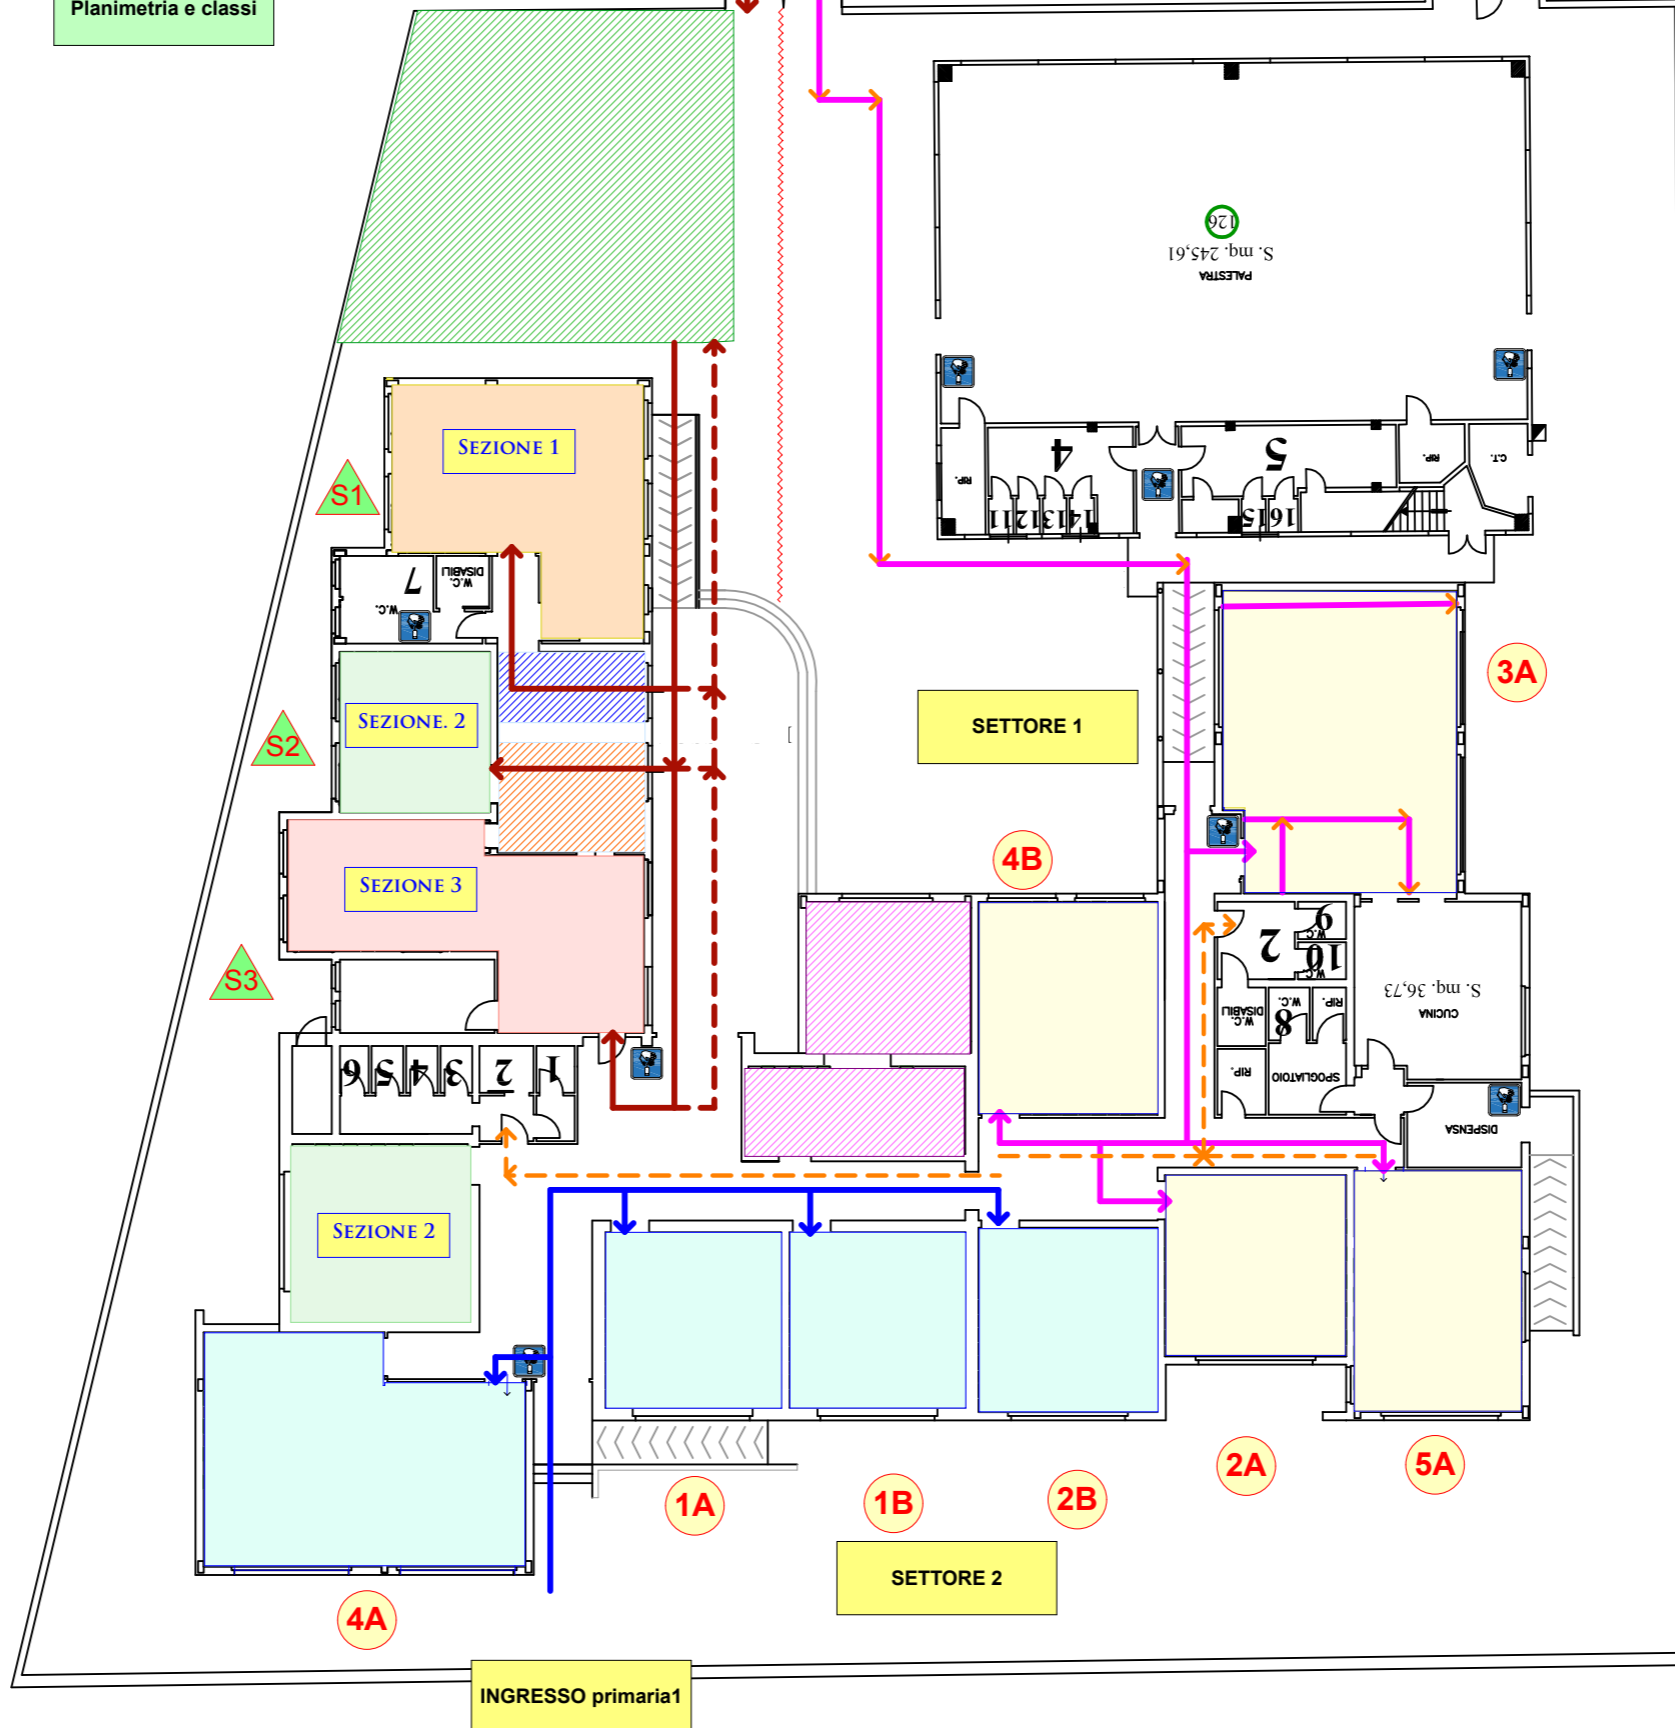 Planimetria e classi
126
S. mq. 245,61
PALESTRA
SEZIONE 1
S1
RIP.
4
5
RIP.
C.T.
11
12
13
14
15
16
7
W.C.
DISABILI
W.C.
3A
SEZIONE. 2
S2
SETTORE 1
4B
SEZIONE 3
S3
2
9
W.C.
10
W.C.
S. mq. 36,73
CUCINA
W.C.
DISABILI
8
W.C.
RIP.
RIP.
SPOGLIATOIO
DISPENSA
6
5
4
3
2
1
SEZIONE 2
1A
1B
2B
2A
5A
SETTORE 2
4A
INGRESSO primaria1